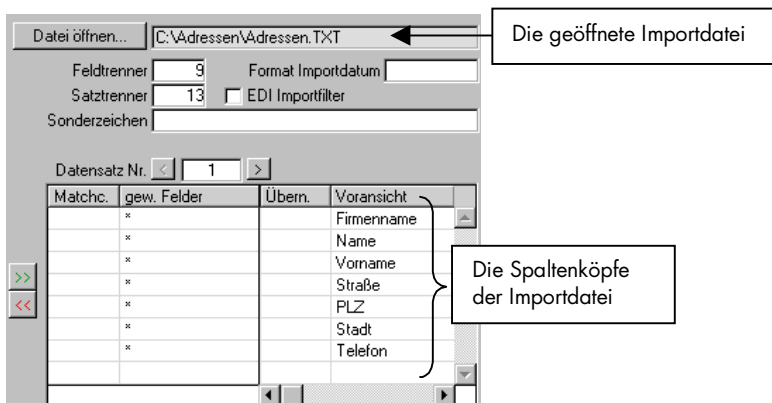 Datei öffnen... C:\Adressen\Adressen.TXT
Die geöffnete Importdatei
Feldtrenner 9 Format Importdatum
Satztrenner 13 EDI Importfilter
Sonderzeichen
Datensatz Nr. < 1 >
Matchc. gew. Felder Übern. Voransicht
* Firmenname
* Name
* Vorname
* Straße
* PLZ
* Stadt
* Telefon
>>
<<
Die Spaltenköpfe
der Importdatei